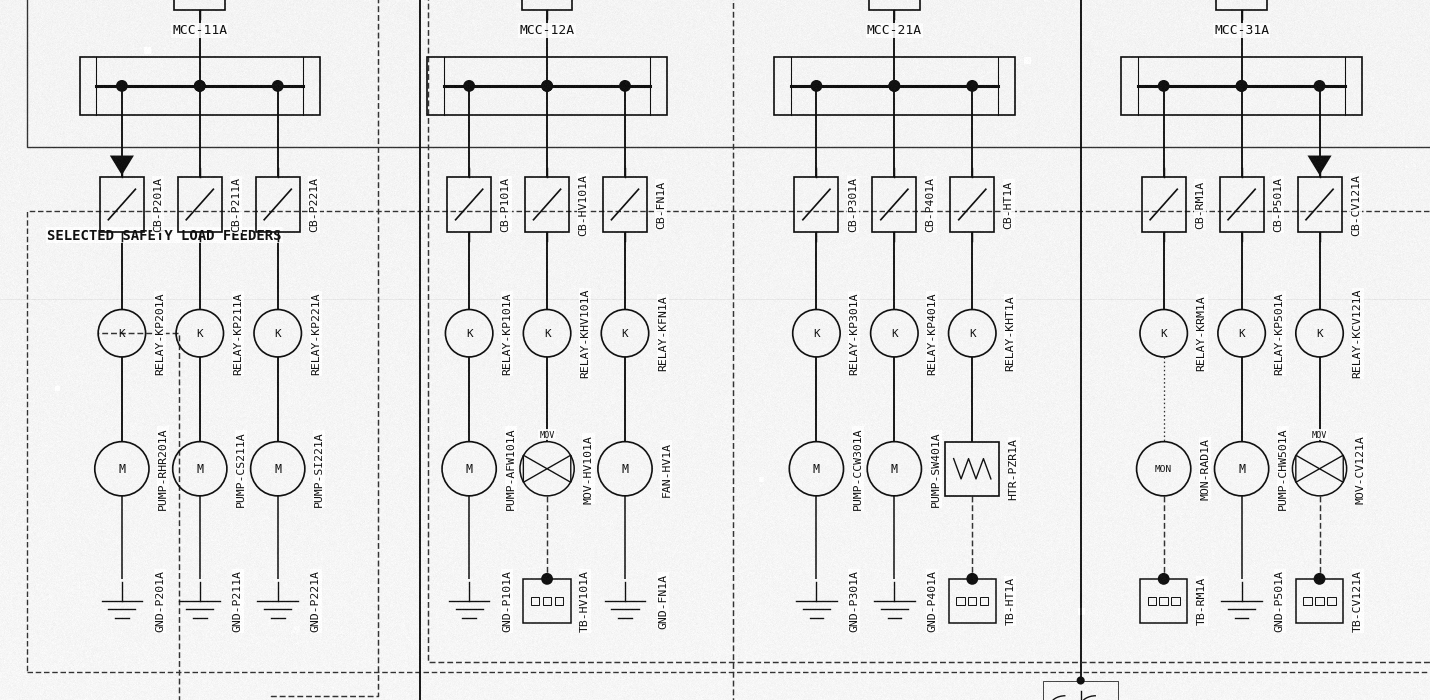 MCC-11A
MCC-12A
MCC-21A
MCC-31A
CB-P201A
CB-P211A
CB-P221A
CB-P101A
CB-HV101A
CB-FN1A
CB-P301A
CB-P401A
CB-HT1A
CB-RM1A
CB-P501A
CB-CV121A
SELECTED SAFETY LOAD FEEDERS
K
RELAY-KP201A
K
RELAY-KP211A
K
RELAY-KP221A
K
RELAY-KP101A
K
RELAY-KHV101A
K
RELAY-KFN1A
K
RELAY-KP301A
K
RELAY-KP401A
K
RELAY-KHT1A
K
RELAY-KRM1A
K
RELAY-KP501A
K
RELAY-KCV121A
M
PUMP-RHR201A
M
PUMP-CS211A
M
PUMP-SI221A
M
PUMP-AFW101A
MOV
MOV-HV101A
M
FAN-HV1A
M
PUMP-CCW301A
M
PUMP-SW401A
HTR-PZR1A
MON
MON-RAD1A
M
PUMP-CHW501A
MOV
MOV-CV121A
GND-P201A
GND-P211A
GND-P221A
GND-P101A
TB-HV101A
GND-FN1A
GND-P301A
GND-P401A
TB-HT1A
TB-RM1A
GND-P501A
TB-CV121A